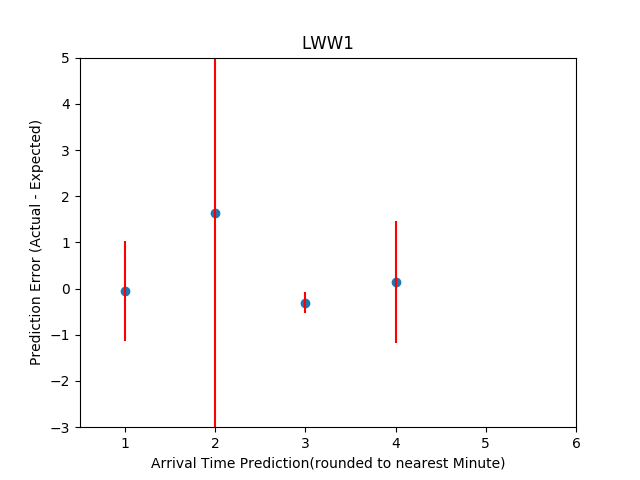 LWW1
Prediction Error (Actual - Expected)
5
4
3
2
1
0
−1
−2
−3
1 2 3 4 5 6
Arrival Time Prediction(rounded to nearest Minute)